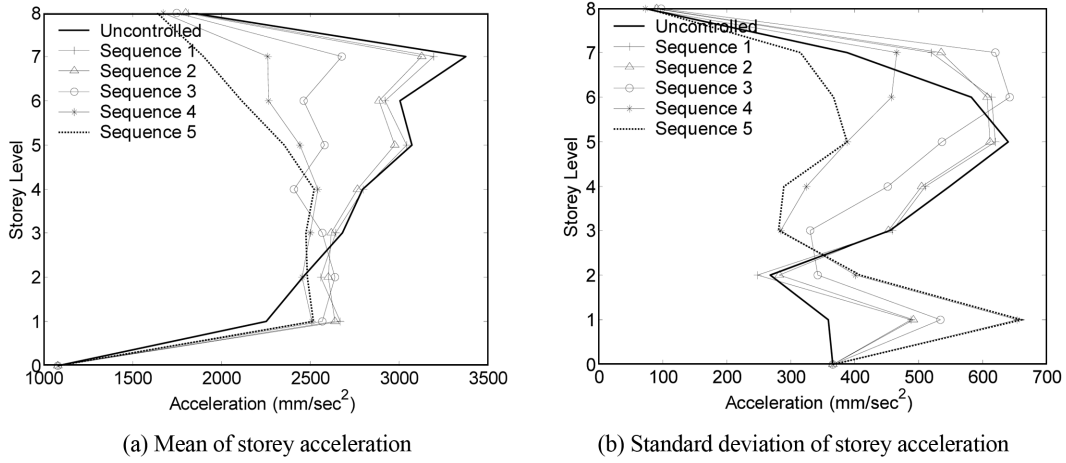 8
7
6
5
4
3
2
1
0
Storey Level
Uncontrolled
Sequence 1
Sequence 2
Sequence 3
Sequence 4
Sequence 5
1000 1500 2000 2500 3000 3500
Acceleration (mm/sec²)
(a) Mean of storey acceleration
8
7
6
5
4
3
2
1
0
Storey Level
Uncontrolled
Sequence 1
Sequence 2
Sequence 3
Sequence 4
Sequence 5
0 100 200 300 400 500 600 700
Acceleration (mm/sec²)
(b) Standard deviation of storey acceleration